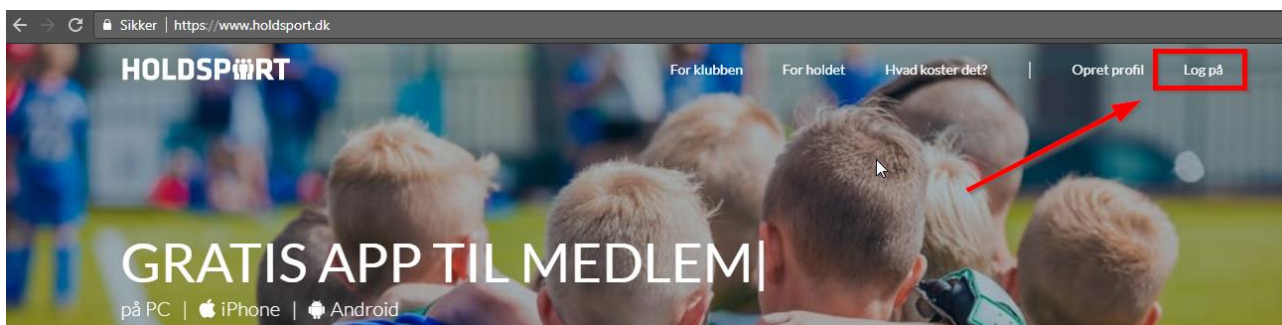 Sikker | https://www.holdsport.dk
HOLDSPORT For klubben For holdet Hvad koster det? | Opret profil Log på
GRATIS APP TIL MEDLEM|
på PC | iPhone | Android